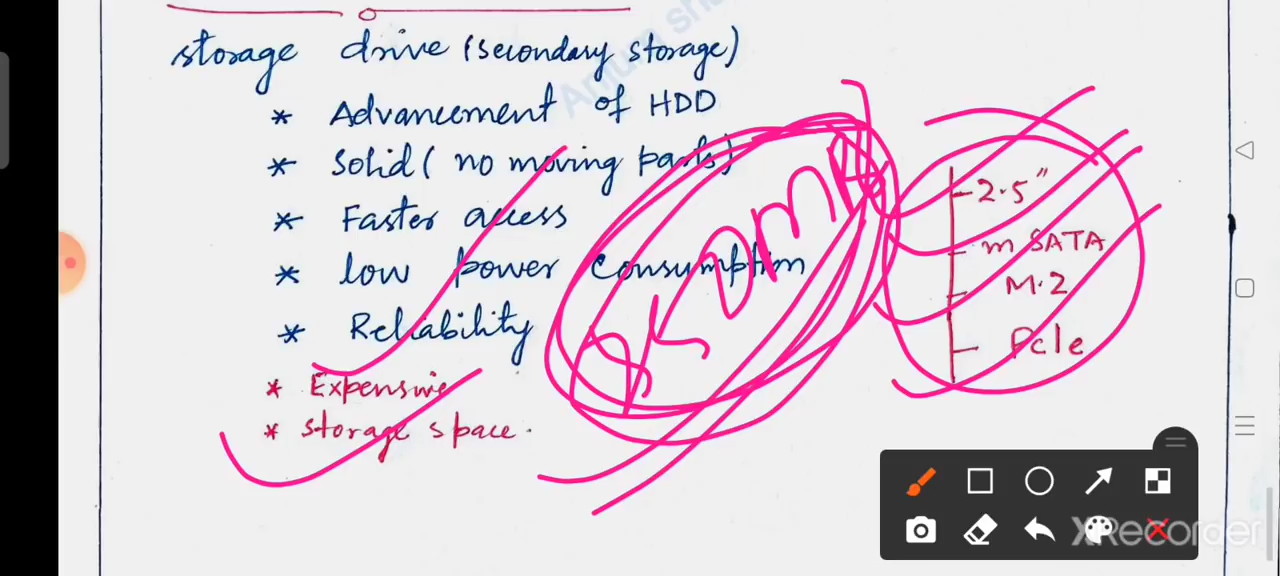 storage drive (secondary storage)
* Advancement of HDD
* Solid ( no moving parts)
* Faster access
* low power consumption
* Reliability
* Expensive
* storage space.
- 2.5"
- m SATA
- M.2
- PCIe
XRecorder